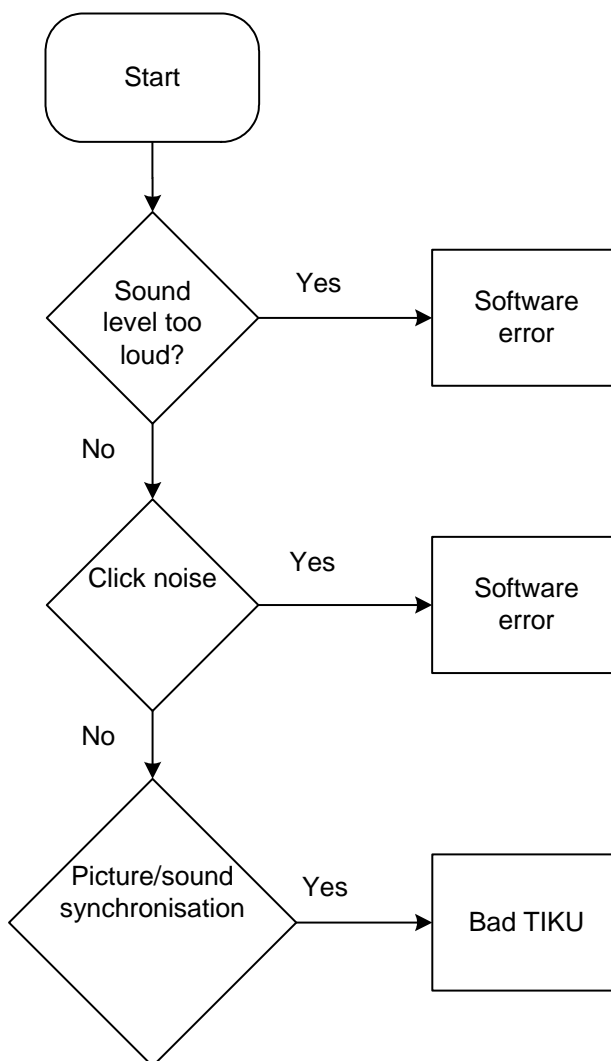 Start
Sound
level too
loud?
Yes
Software
error
No
Click noise
Yes
Software
error
No
Picture/sound
synchronisation
Yes
Bad TIKU